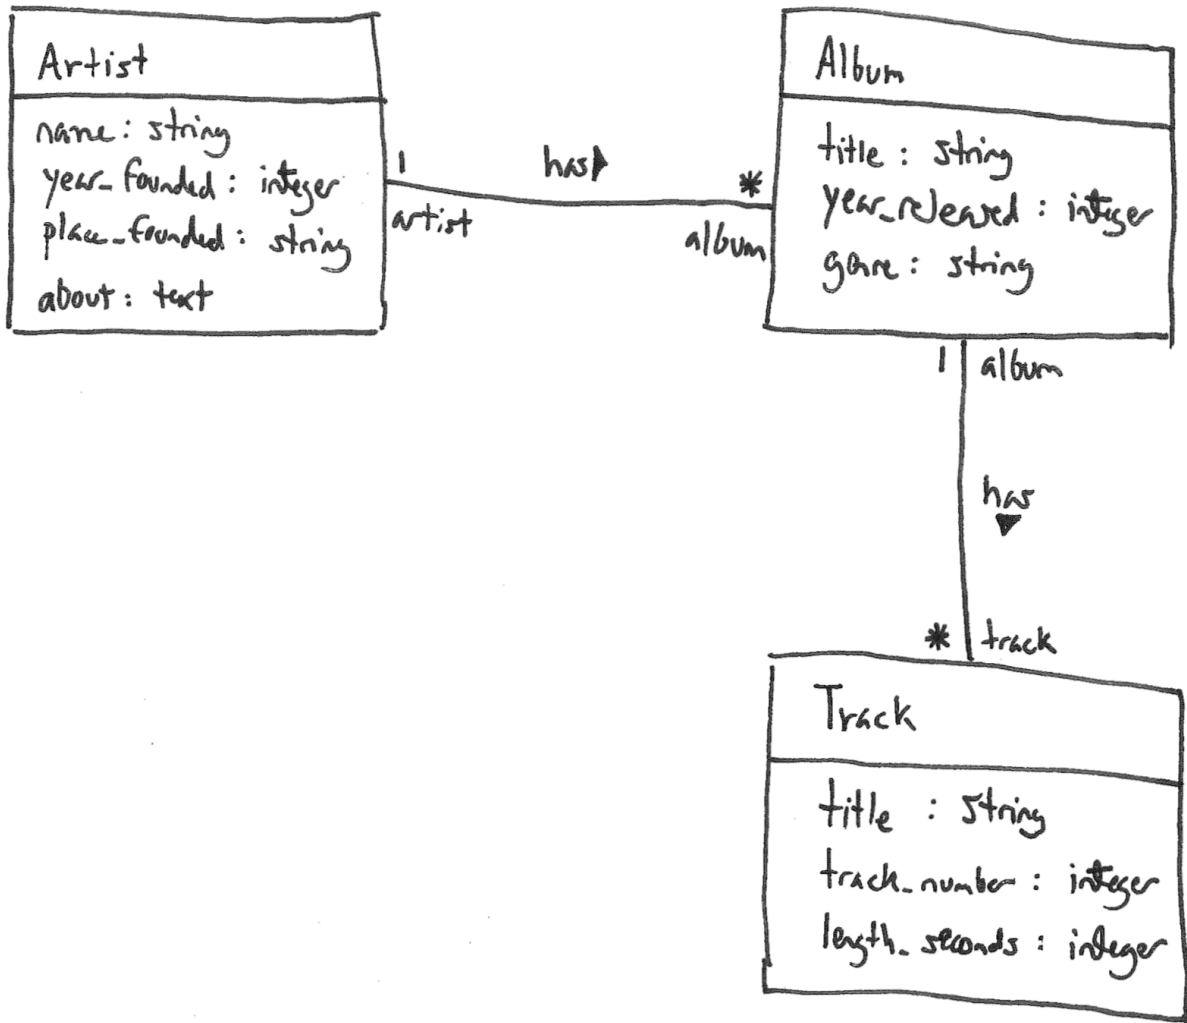 Artist
name: string
year_founded: integer
place_founded: string
about: text
1
artist
has
*
album
Album
title: string
year_released: integer
genre: string
1
album
has
*
track
Track
title : string
track_number: integer
length_seconds: integer